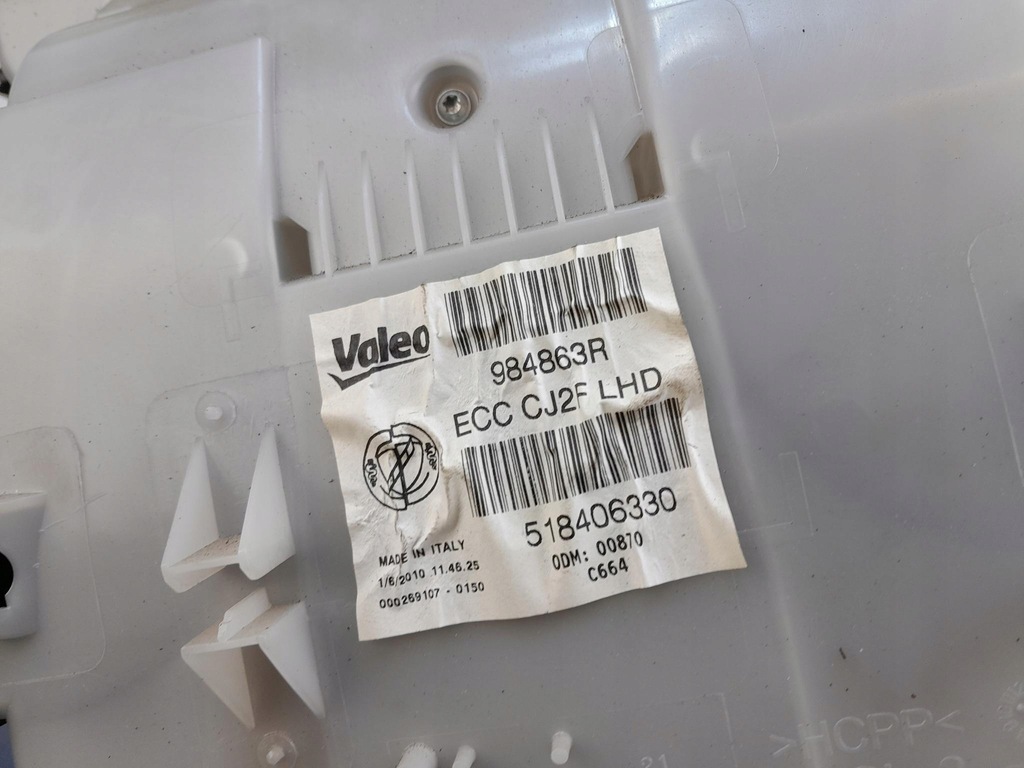 Valeo
984863R
ECC CJ2F LHD
518406330
ODM: 00870
C664
MADE IN ITALY
1/6/2010 11.46.25
000269107 - 0150
>HCPP<
21